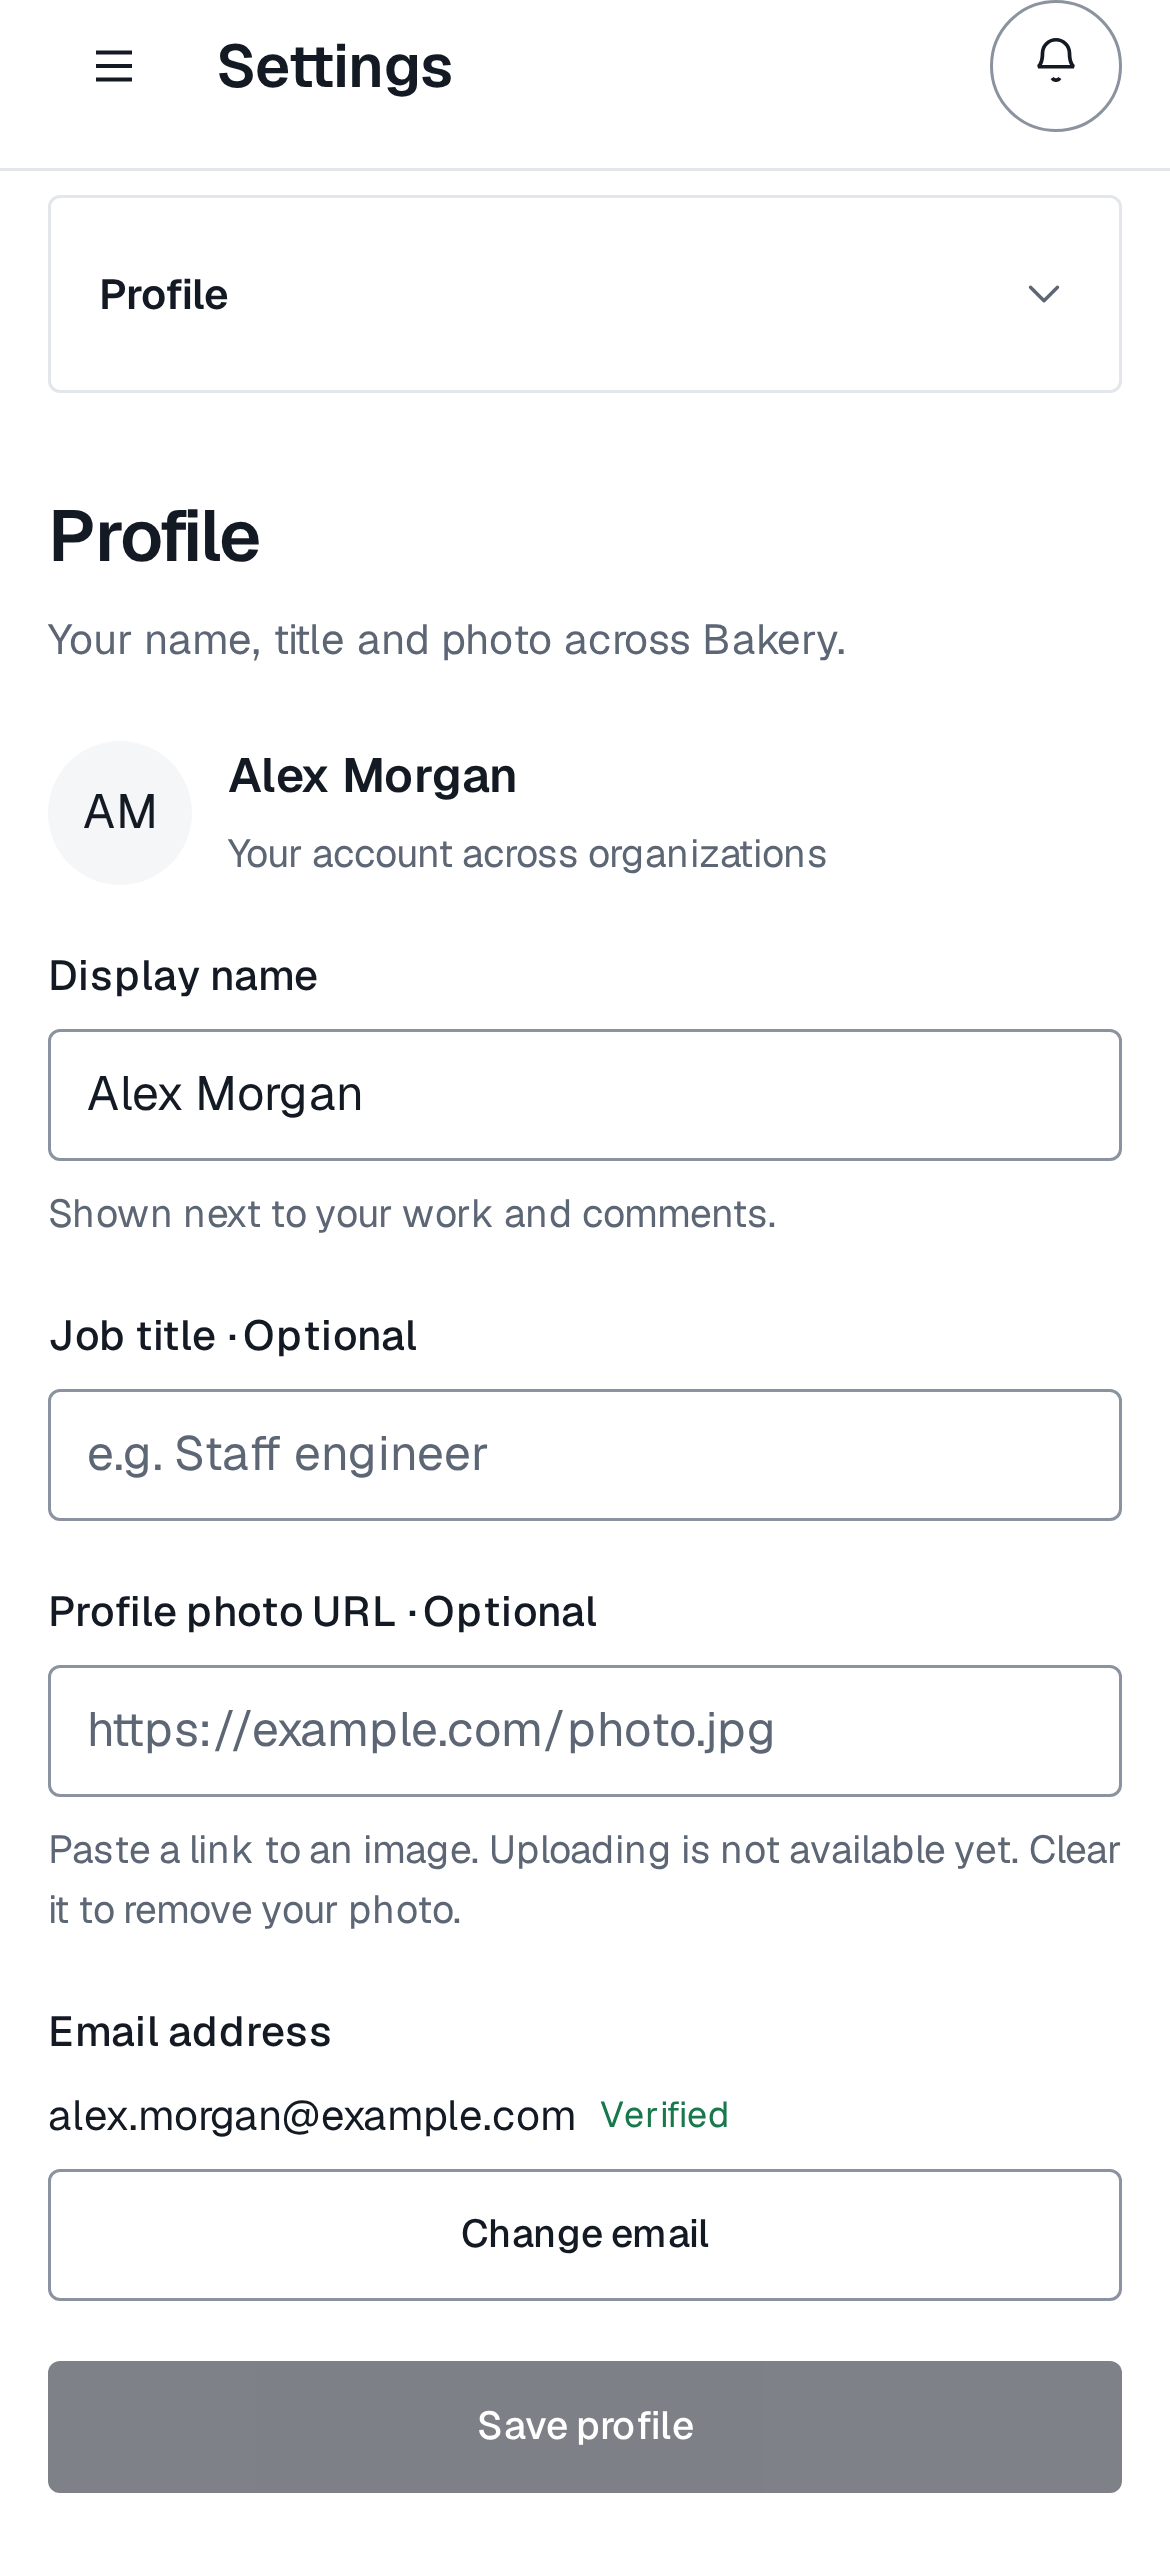 Settings
Profile
Profile
Your name, title and photo across Bakery.
AM
Alex Morgan
Your account across organizations
Display name
Alex Morgan
Shown next to your work and comments.
Job title · Optional
e.g. Staff engineer
Profile photo URL · Optional
https://example.com/photo.jpg
Paste a link to an image. Uploading is not available yet. Clear
it to remove your photo.
Email address
alex.morgan@example.com Verified
Change email
Save profile